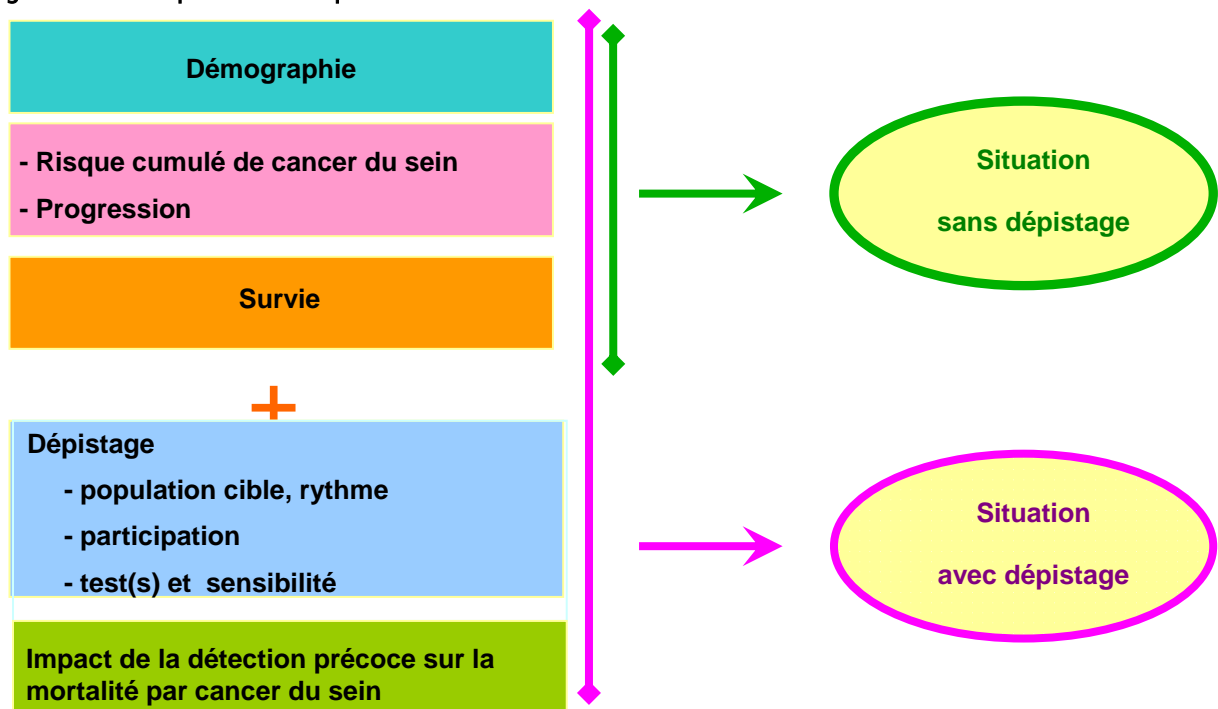 Démographie
- Risque cumulé de cancer du sein
- Progression
Survie
+
Dépistage
- population cible, rythme
- participation
- test(s) et sensibilité
Impact de la détection précoce sur la
mortalité par cancer du sein
Situation
sans dépistage
Situation
avec dépistage